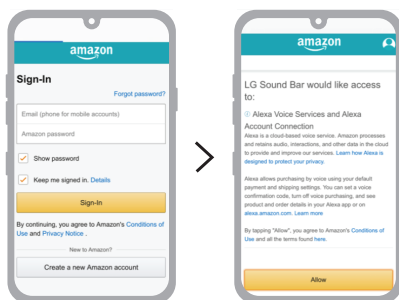 amazon
Sign-In
Forgot password?
Email (phone for mobile accounts)
Amazon password
Show password
Keep me signed in. Details
Sign-In
By continuing, you agree to Amazon's Conditions of
Use and Privacy Notice .
New to Amazon?
Create a new Amazon account
amazon
LG Sound Bar would like access
to:
Alexa Voice Services and Alexa
Account Connection
Alexa is a cloud-based voice service. Amazon processes
and retains audio, interactions, and other data in the cloud
to provide and improve our services. Learn how Alexa is
designed to protect your privacy.
Alexa allows purchasing by voice using your default
payment and shipping settings. You can set a voice
confirmation code, turn off voice purchasing, and see
product and order details in your Alexa app or on
alexa.amazon.com. Learn more
By tapping "Allow", you agree to Amazon's Conditions of
Use and all the terms found here.
Allow